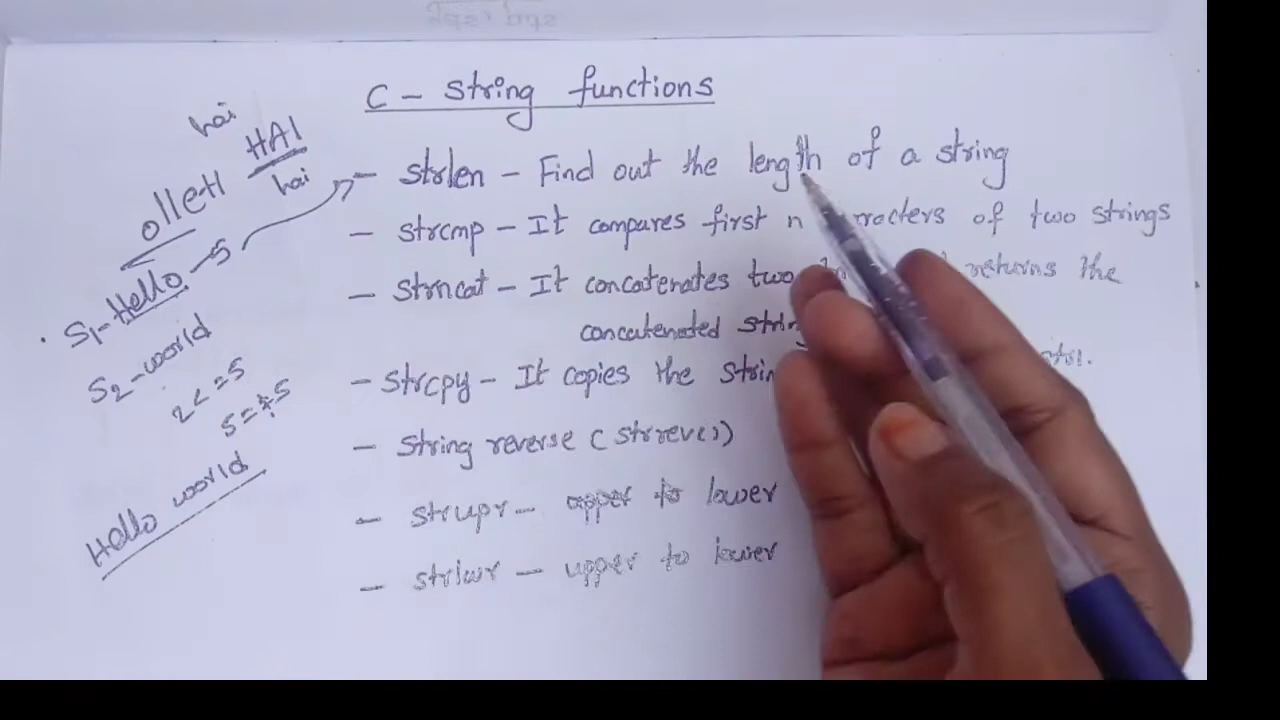 C - String functions
- strlen - Find out the length of a string
- strcmp - It compares first n of two strings
- strncat - It concatenates two returns the
concatenated
- strcpy - It copies the
- String reverse ( strrev())
- strupr - upper to lower
- strlwr - upper to lower
hai
HAI
hai
olleH
S1 - Hello - 5
S2 - world
2 < = 5
Hello world